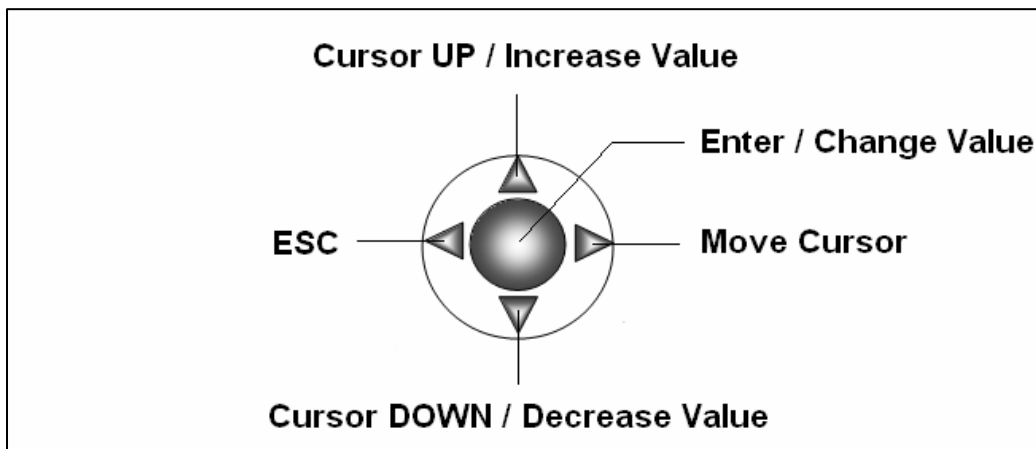 Cursor UP / Increase Value
Enter / Change Value
ESC
Move Cursor
Cursor DOWN / Decrease Value